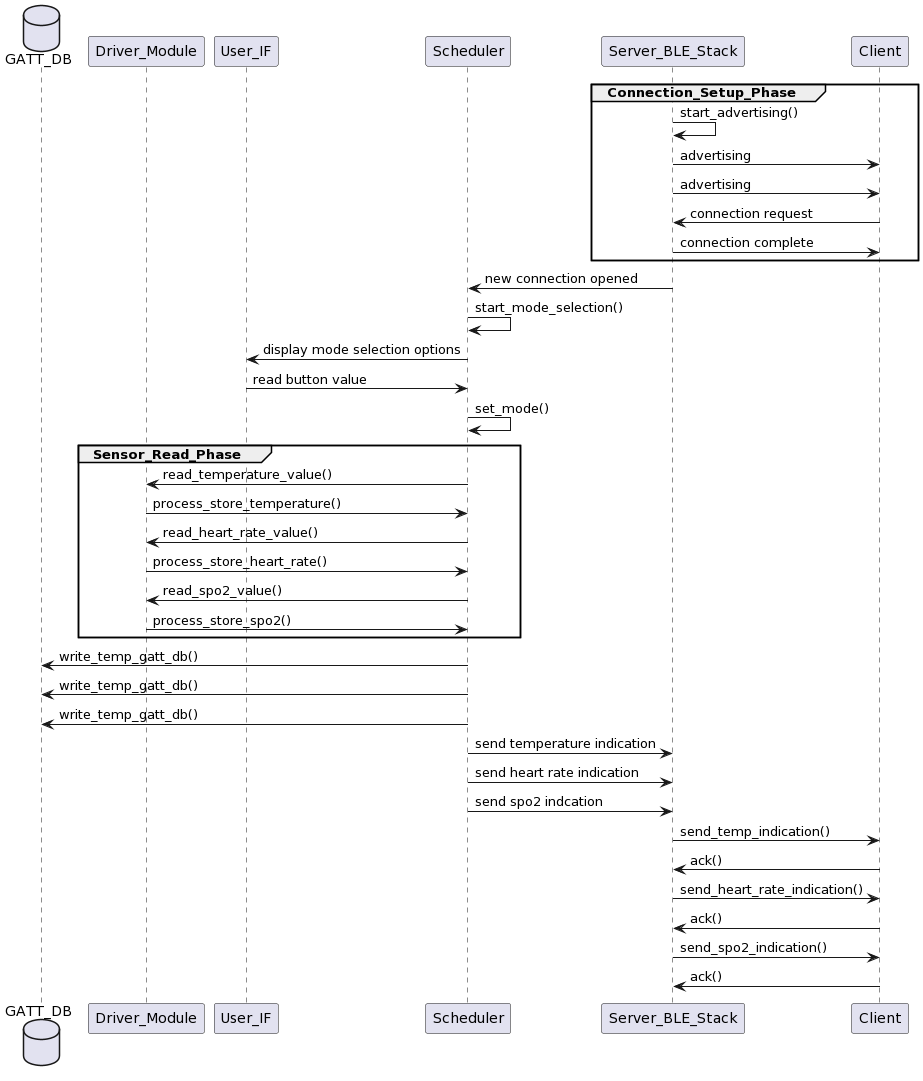 GATT_DB
Driver_Module
User_IF
Scheduler
Server_BLE_Stack
Client
Connection_Setup_Phase
start_advertising()
advertising
advertising
connection request
connection complete
new connection opened
start_mode_selection()
display mode selection options
read button value
set_mode()
Sensor_Read_Phase
read_temperature_value()
process_store_temperature()
read_heart_rate_value()
process_store_heart_rate()
read_spo2_value()
process_store_spo2()
write_temp_gatt_db()
write_temp_gatt_db()
write_temp_gatt_db()
send temperature indication
send heart rate indication
send spo2 indcation
send_temp_indication()
ack()
send_heart_rate_indication()
ack()
send_spo2_indication()
ack()
GATT_DB
Driver_Module
User_IF
Scheduler
Server_BLE_Stack
Client